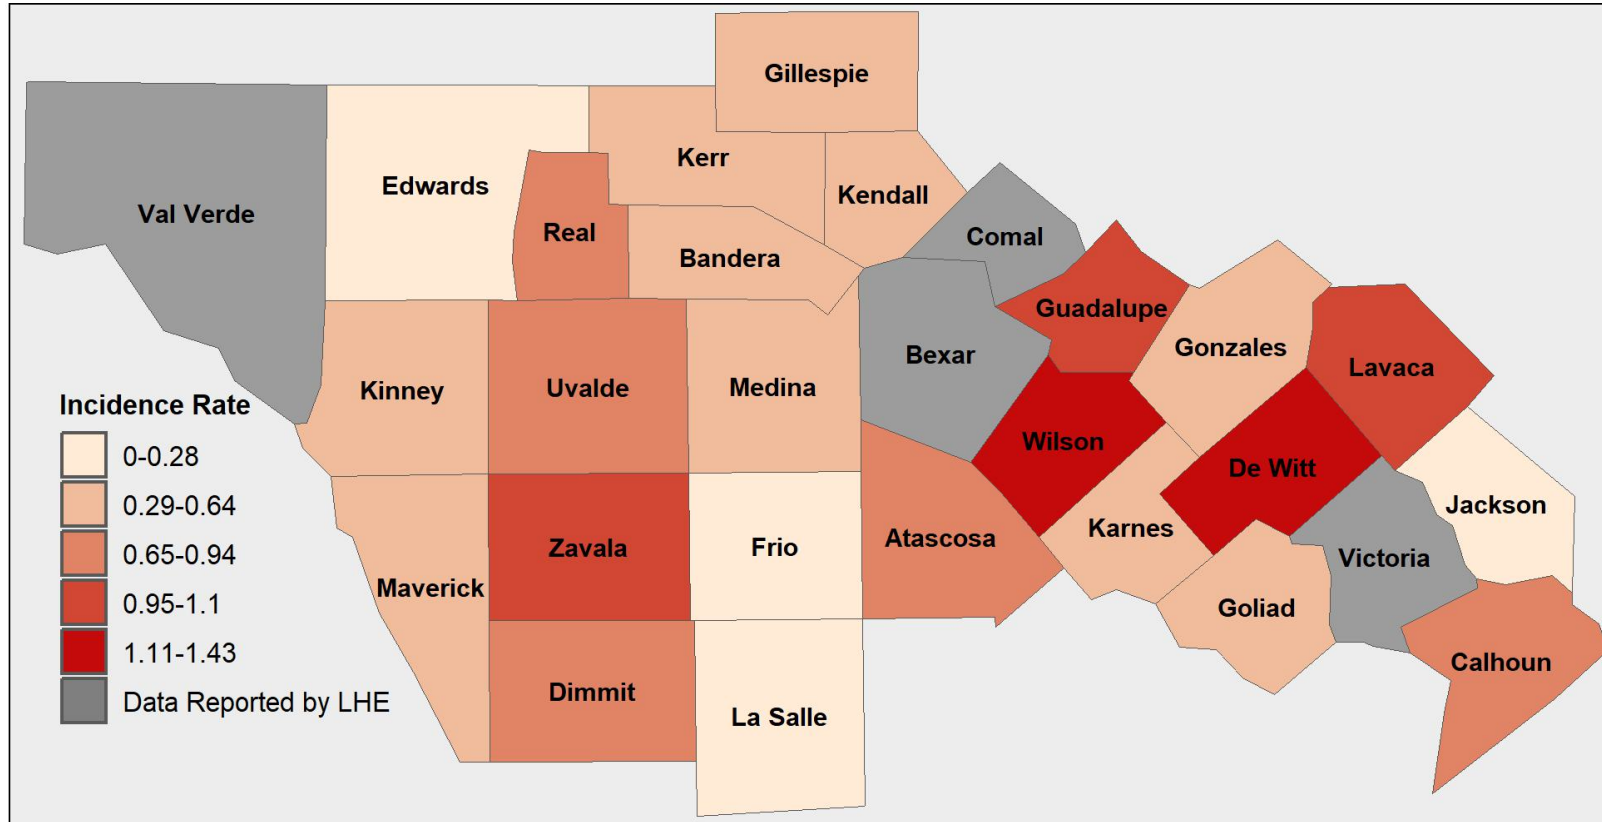 Gillespie
Kerr
Edwards
Kendall
Val Verde
Real
Comal
Bandera
Guadalupe
Gonzales
Bexar
Lavaca
Kinney
Uvalde
Medina
Incidence Rate
0-0.28
0.29-0.64
0.65-0.94
0.95-1.1
1.11-1.43
Data Reported by LHE
Wilson
De Witt
Jackson
Zavala
Frio
Atascosa
Karnes
Victoria
Maverick
Goliad
Calhoun
Dimmit
La Salle